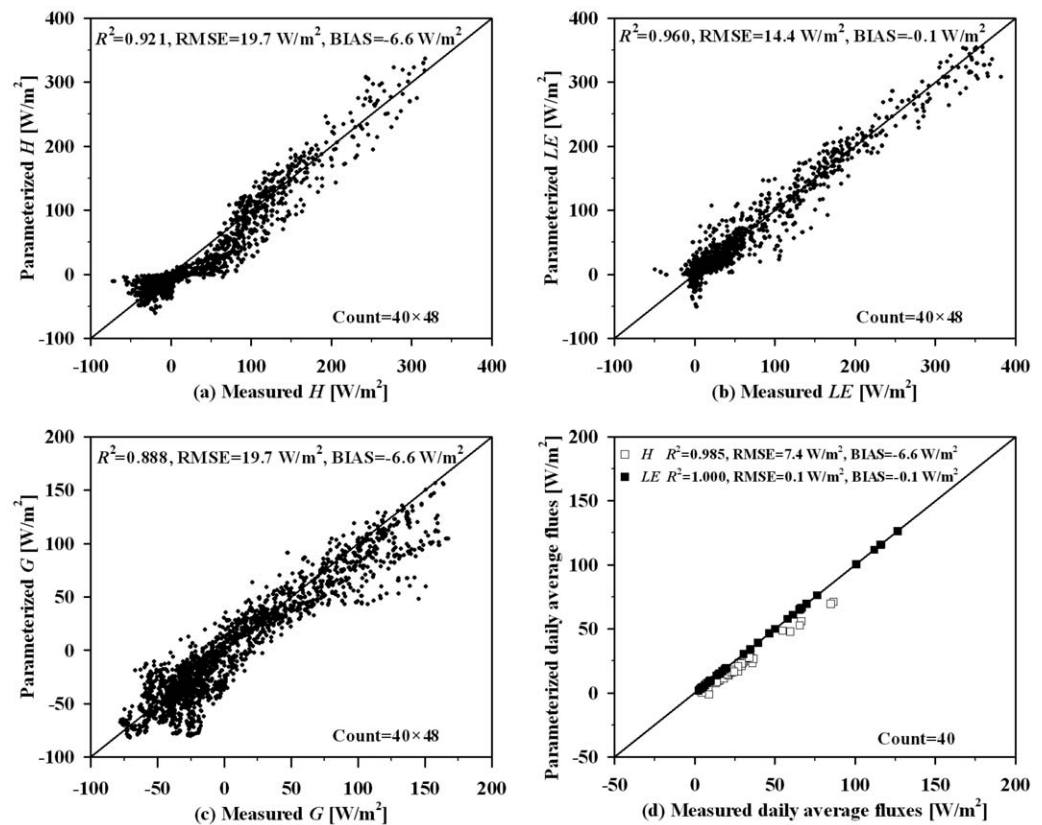 R²=0.921, RMSE=19.7 W/m², BIAS=-6.6 W/m²
Parameterized H [W/m²]
400
300
200
100
0
-100
Count=40×48
-100 0 100 200 300 400
(a) Measured H [W/m²]
R²=0.960, RMSE=14.4 W/m², BIAS=-0.1 W/m²
Parameterized LE [W/m²]
400
300
200
100
0
-100
Count=40×48
-100 0 100 200 300 400
(b) Measured LE [W/m²]
R²=0.888, RMSE=19.7 W/m², BIAS=-6.6 W/m²
Parameterized G [W/m²]
200
150
100
50
0
-50
-100
Count=40×48
-100 -50 0 50 100 150 200
(c) Measured G [W/m²]
H R²=0.985, RMSE=7.4 W/m², BIAS=-6.6 W/m²
LE R²=1.000, RMSE=0.1 W/m², BIAS=-0.1 W/m²
Parameterized daily average flues [W/m²]
200
150
100
50
0
-50
Count=40
-50 0 50 100 150 200
(d) Measured daily average fluxes [W/m²]